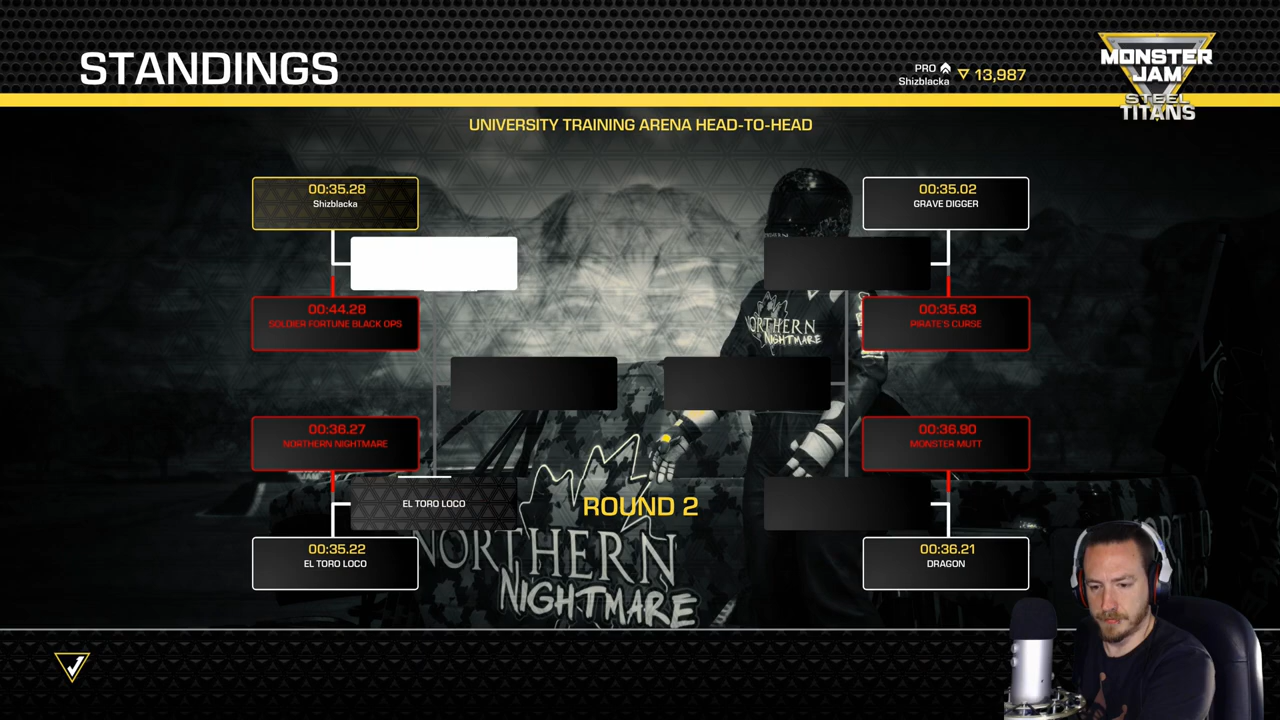 STANDINGS
PRO
Shizblacka
13,987
MONSTER
JAM
STEEL
TITANS
UNIVERSITY TRAINING ARENA HEAD-TO-HEAD
00:35.28
Shizblacka
00:35.02
GRAVE DIGGER
00:44.28
SOLDIER FORTUNE BLACK OPS
00:35.63
PIRATE'S CURSE
NORTHERN
NIGHTMARE
00:36.27
NORTHERN NIGHTMARE
00:36.90
MONSTER MUTT
EL TORO LOCO
ROUND 2
00:35.22
EL TORO LOCO
00:36.21
DRAGON
NORTHERN
NIGHTMARE